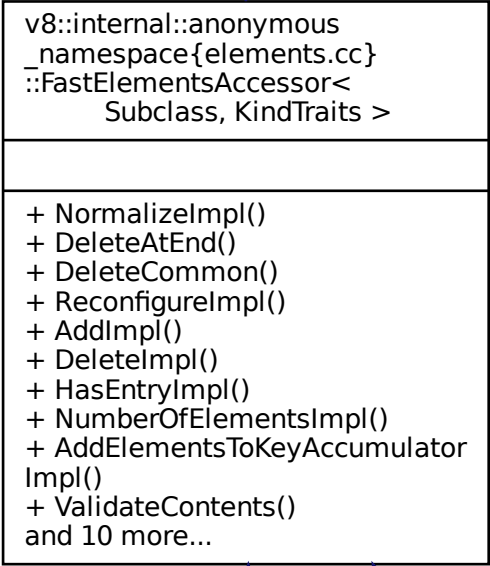 v8::internal::anonymous
_namespace{elements.cc}
::FastElementsAccessor<
Subclass, KindTraits >
+ NormalizeImpl()
+ DeleteAtEnd()
+ DeleteCommon()
+ ReconfigureImpl()
+ AddImpl()
+ DeleteImpl()
+ HasEntryImpl()
+ NumberOfElementsImpl()
+ AddElementsToKeyAccumulator
Impl()
+ ValidateContents()
and 10 more...